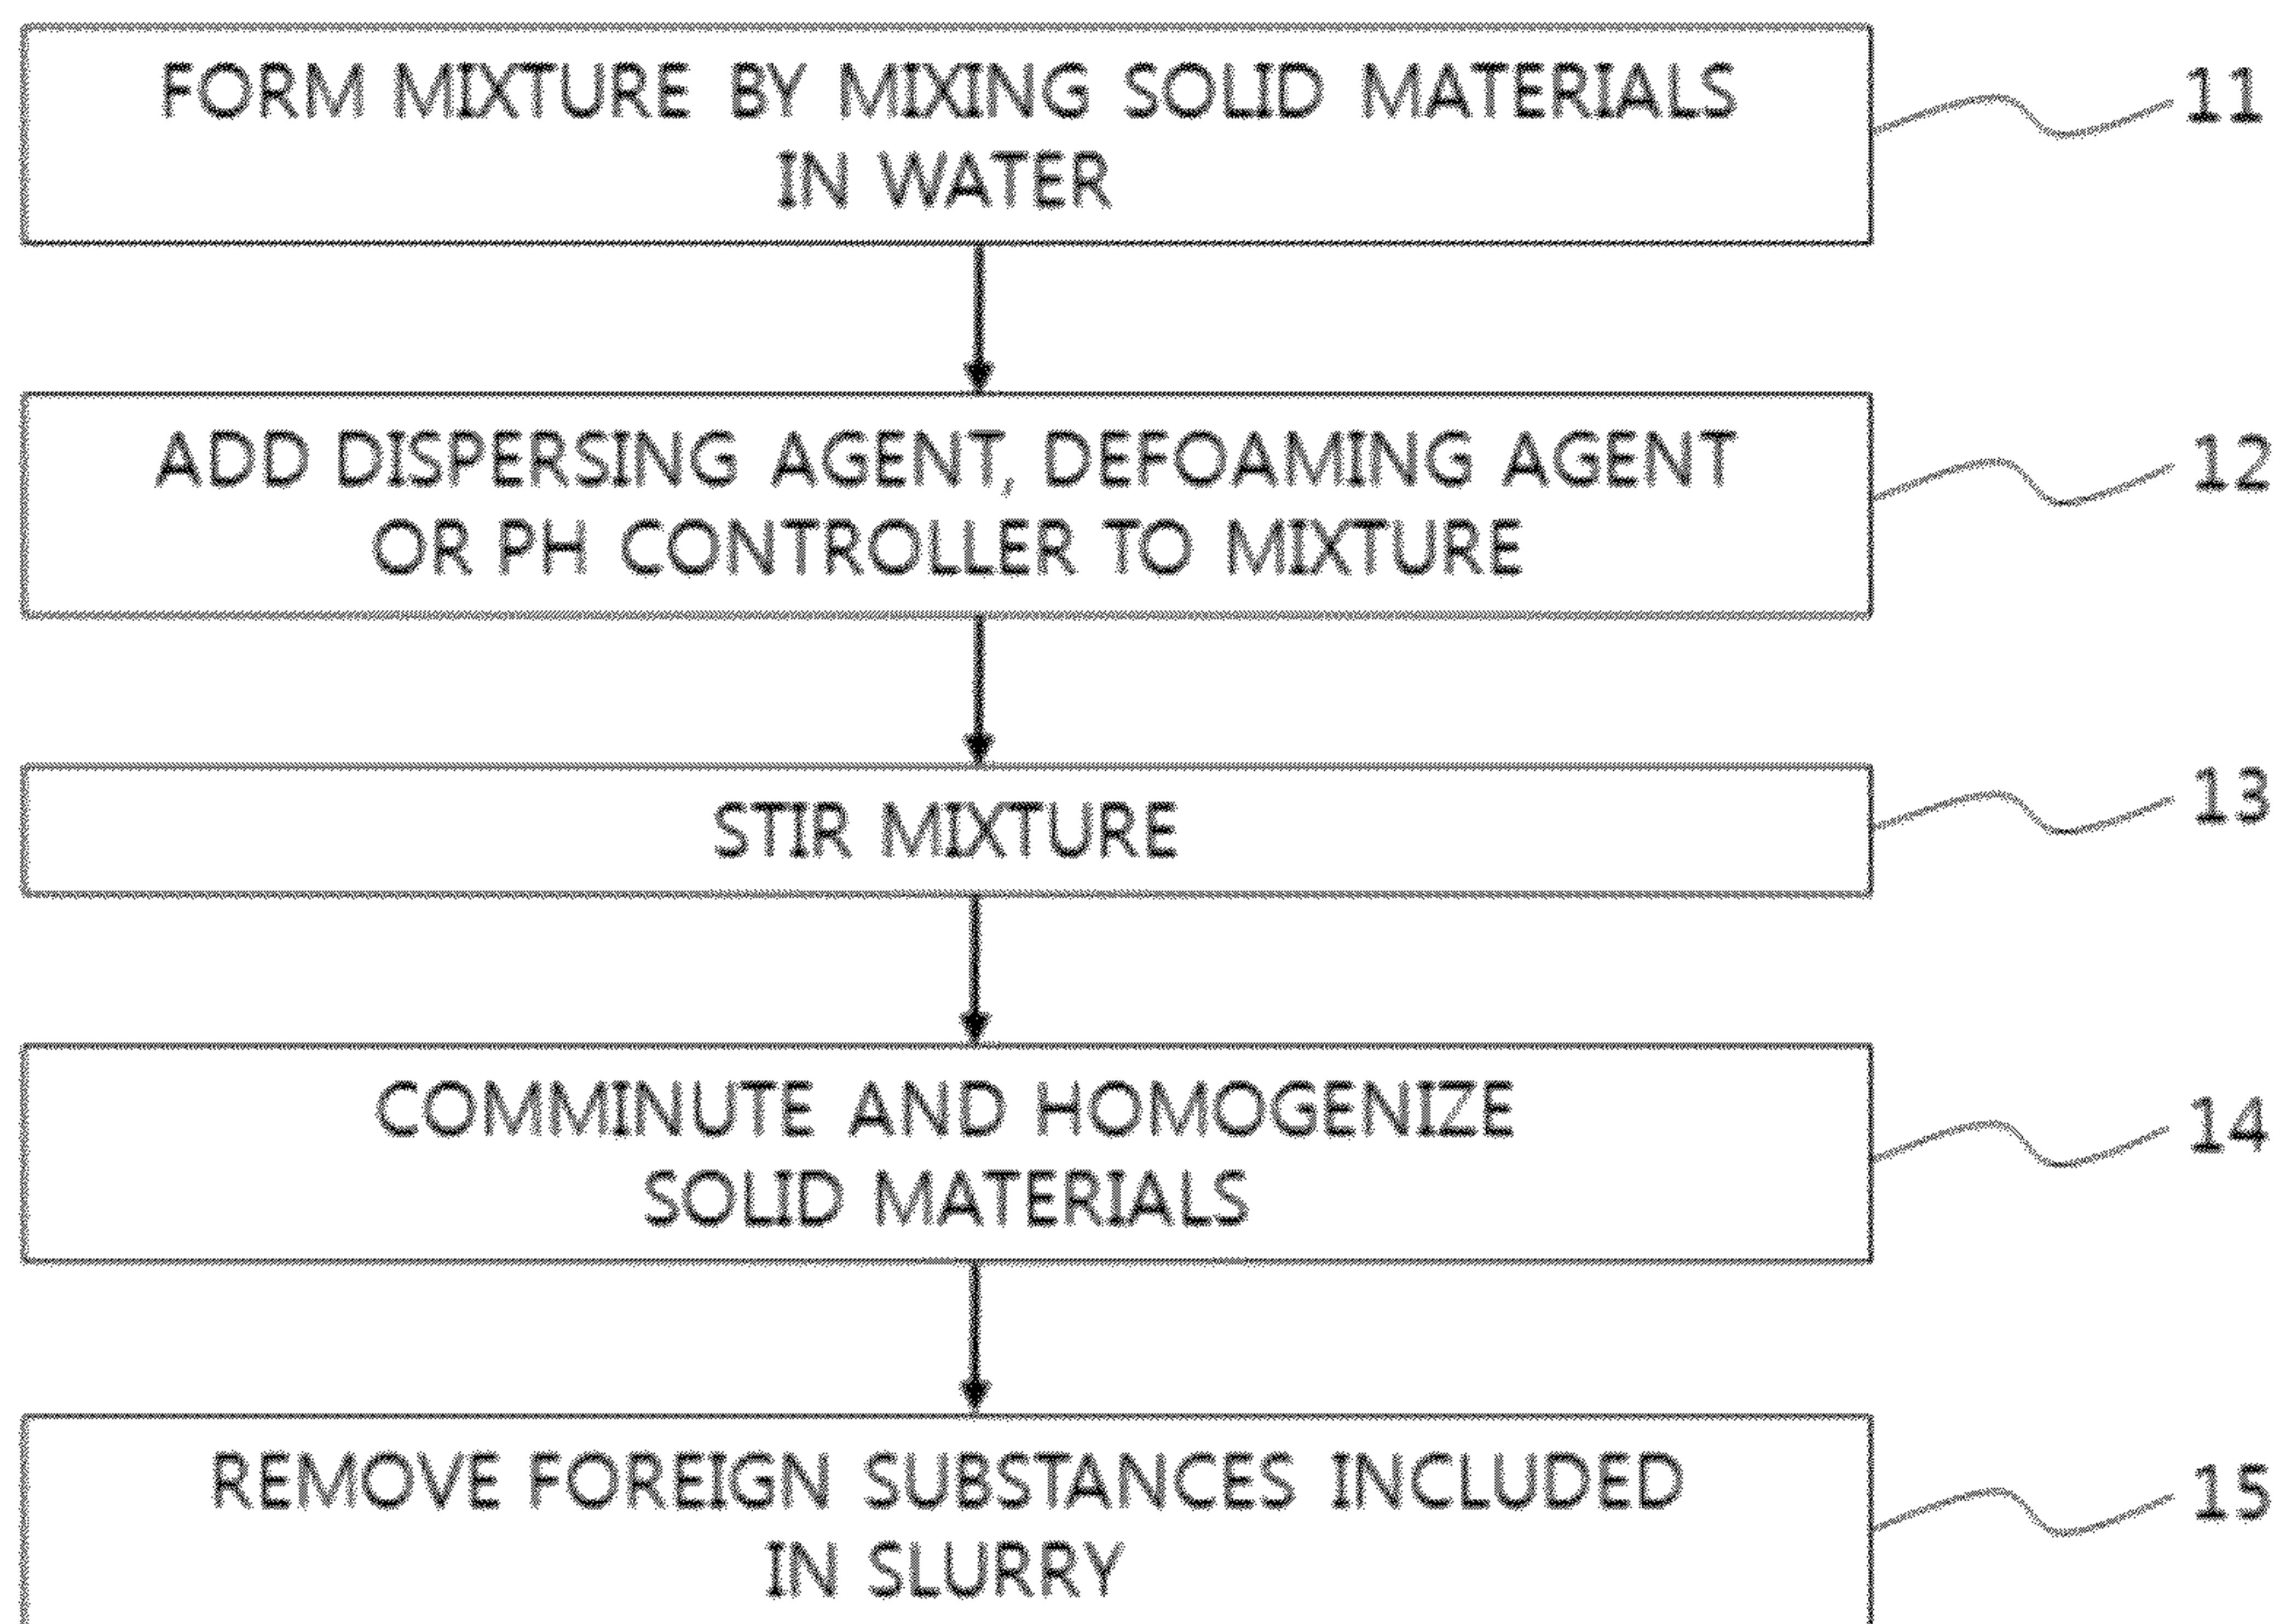 FORM MIXTURE BY MIXING SOLID MATERIALS
IN WATER
11
ADD DISPERSING AGENT, DEFOAMING AGENT
OR PH CONTROLLER TO MIXTURE
12
STIR MIXTURE
13
COMMINUTE AND HOMOGENIZE
SOLID MATERIALS
14
REMOVE FOREIGN SUBSTANCES INCLUDED
IN SLURRY
15